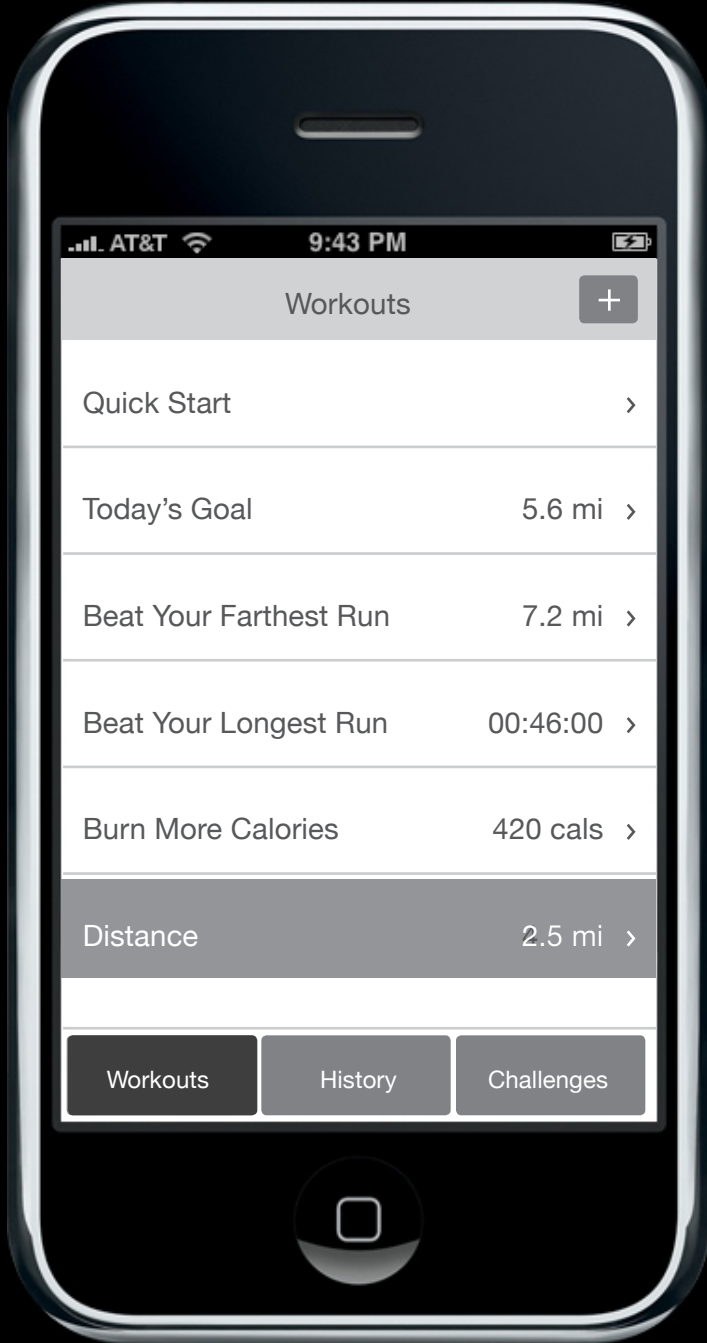 AT&T 9:43 PM
Workouts +
Quick Start ›
Today’s Goal 5.6 mi ›
Beat Your Farthest Run 7.2 mi ›
Beat Your Longest Run 00:46:00 ›
Burn More Calories 420 cals ›
Distance 2.5 mi ›
Workouts History Challenges